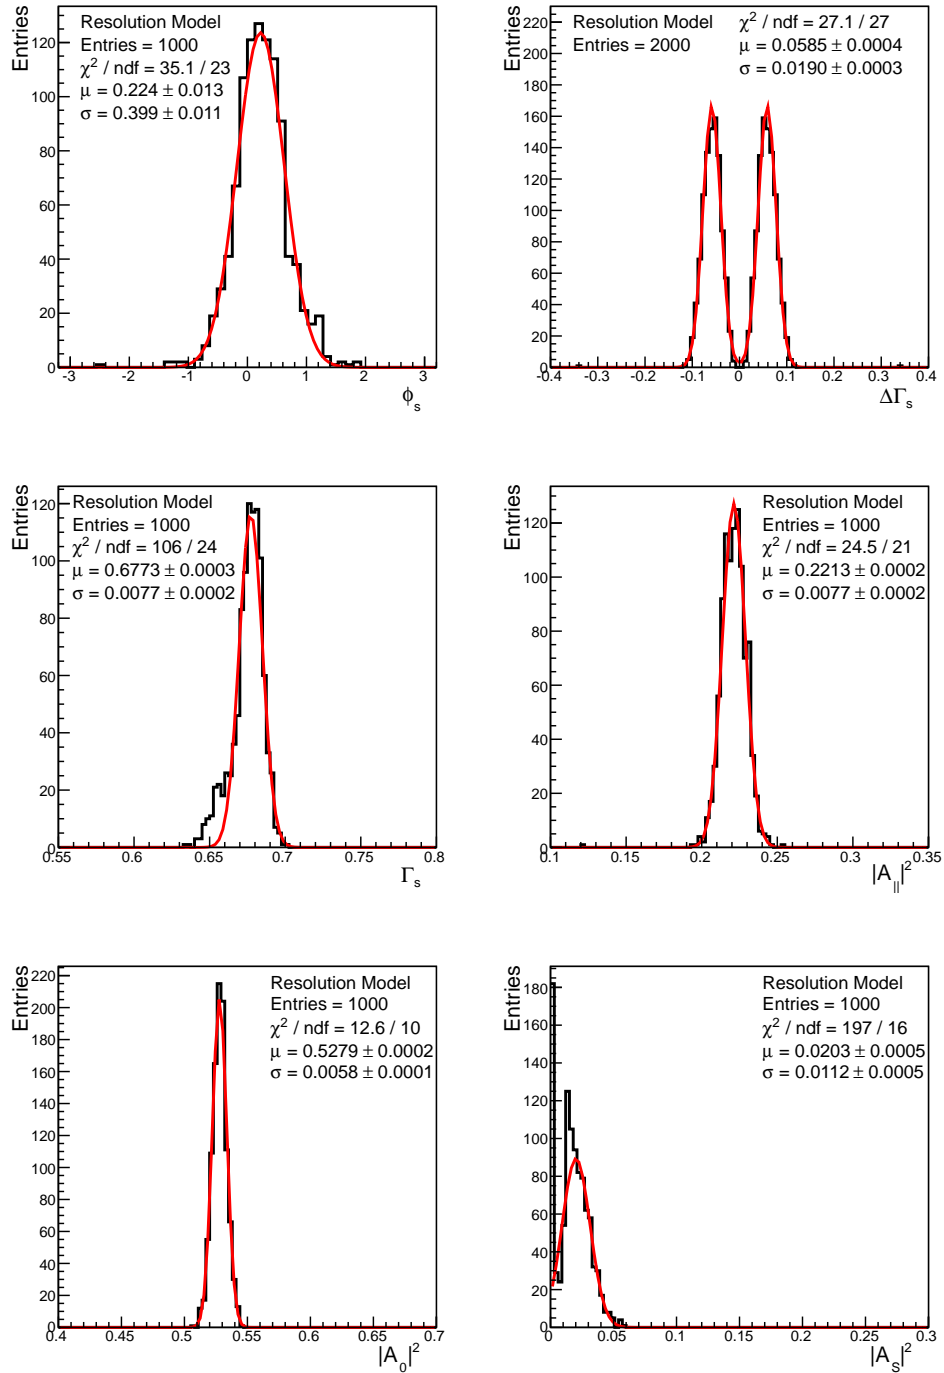 Entries
120
100
80
60
40
20
0
Resolution Model
Entries = 1000
χ² / ndf = 35.1 / 23
μ = 0.224 ± 0.013
σ = 0.399 ± 0.011
-3 -2 -1 0 1 2 3
ϕ_s
Entries
220
200
180
160
140
120
100
80
60
40
20
0
Resolution Model
Entries = 2000
χ² / ndf = 27.1 / 27
μ = 0.0585 ± 0.0004
σ = 0.0190 ± 0.0003
-0.4 -0.3 -0.2 -0.1 0 0.1 0.2 0.3 0.4
ΔΓ_s
Entries
120
100
80
60
40
20
0
Resolution Model
Entries = 1000
χ² / ndf = 106 / 24
μ = 0.6773 ± 0.0003
σ = 0.0077 ± 0.0002
0.55 0.6 0.65 0.7 0.75 0.8
Γ_s
Entries
120
100
80
60
40
20
0
Resolution Model
Entries = 1000
χ² / ndf = 24.5 / 21
μ = 0.2213 ± 0.0002
σ = 0.0077 ± 0.0002
0.1 0.15 0.2 0.25 0.3 0.35
|A_|||²
Entries
220
200
180
160
140
120
100
80
60
40
20
0
Resolution Model
Entries = 1000
χ² / ndf = 12.6 / 10
μ = 0.5279 ± 0.0002
σ = 0.0058 ± 0.0001
0.4 0.45 0.5 0.55 0.6 0.65 0.7
|A_0|²
Entries
180
160
140
120
100
80
60
40
20
0
Resolution Model
Entries = 1000
χ² / ndf = 197 / 16
μ = 0.0203 ± 0.0005
σ = 0.0112 ± 0.0005
0 0.05 0.1 0.15 0.2 0.25 0.3
|A_S|²